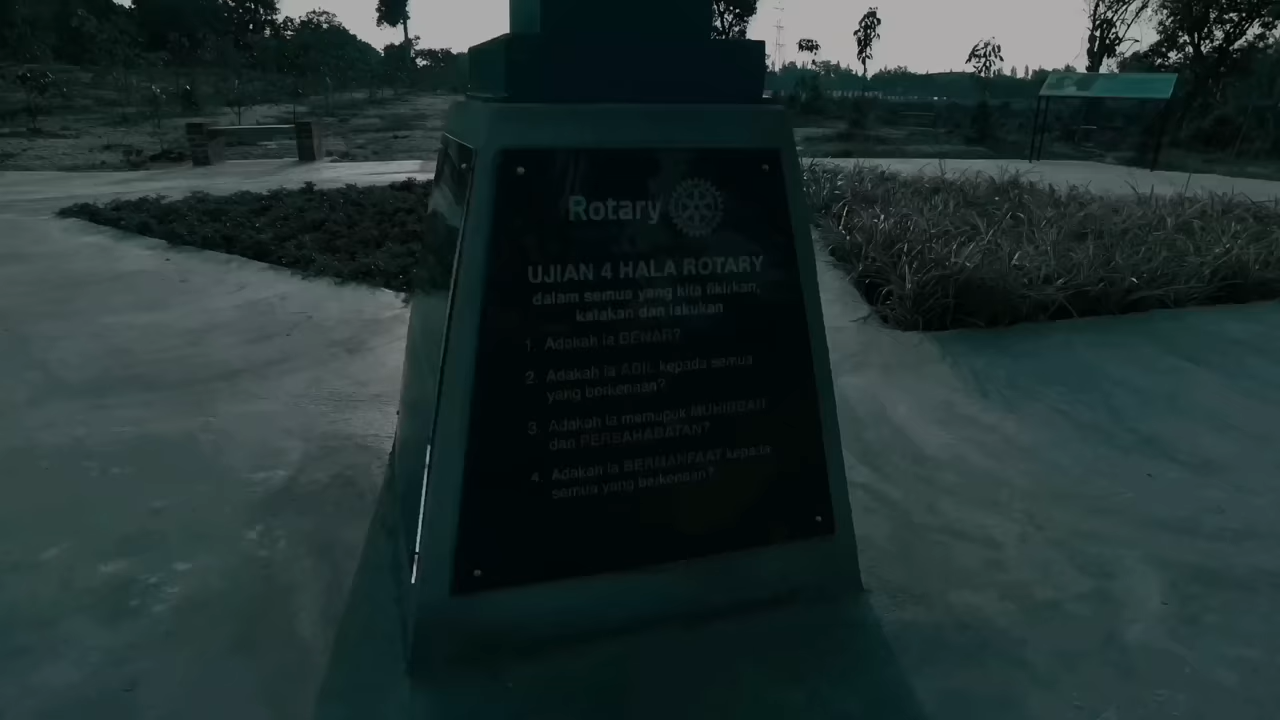 Rotary
UJIAN 4 HALA ROTARY
dalam semua yang kita fikirkan,
katakan dan lakukan
1. Adakah ia BENAR?
2. Adakah ia ADIL kepada semua
yang berkenaan?
3. Adakah ia memupuk MUHIBBAH
dan PERSAHABATAN?
4. Adakah ia BERMANFAAT kepada
semua yang berkenaan?